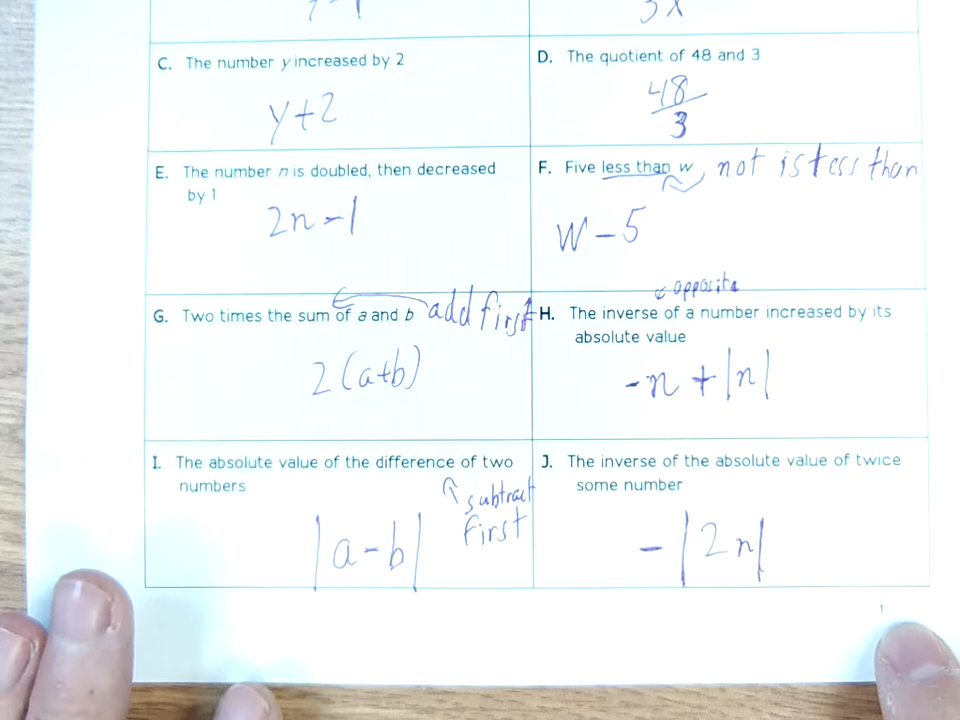 3x
C. The number y increased by 2
D. The quotient of 48 and 3
y+2
48
3
E. The number n is doubled, then decreased
by 1
F. Five less than w, not is less than
2n-1
w-5
opposite
G. Two times the sum of a and b add first
H. The inverse of a number increased by its
absolute value
2(a+b)
-n+|n|
I. The absolute value of the difference of two
numbers
J. The inverse of the absolute value of twice
some number
subtract
first
|a-b|
-|2n|
1